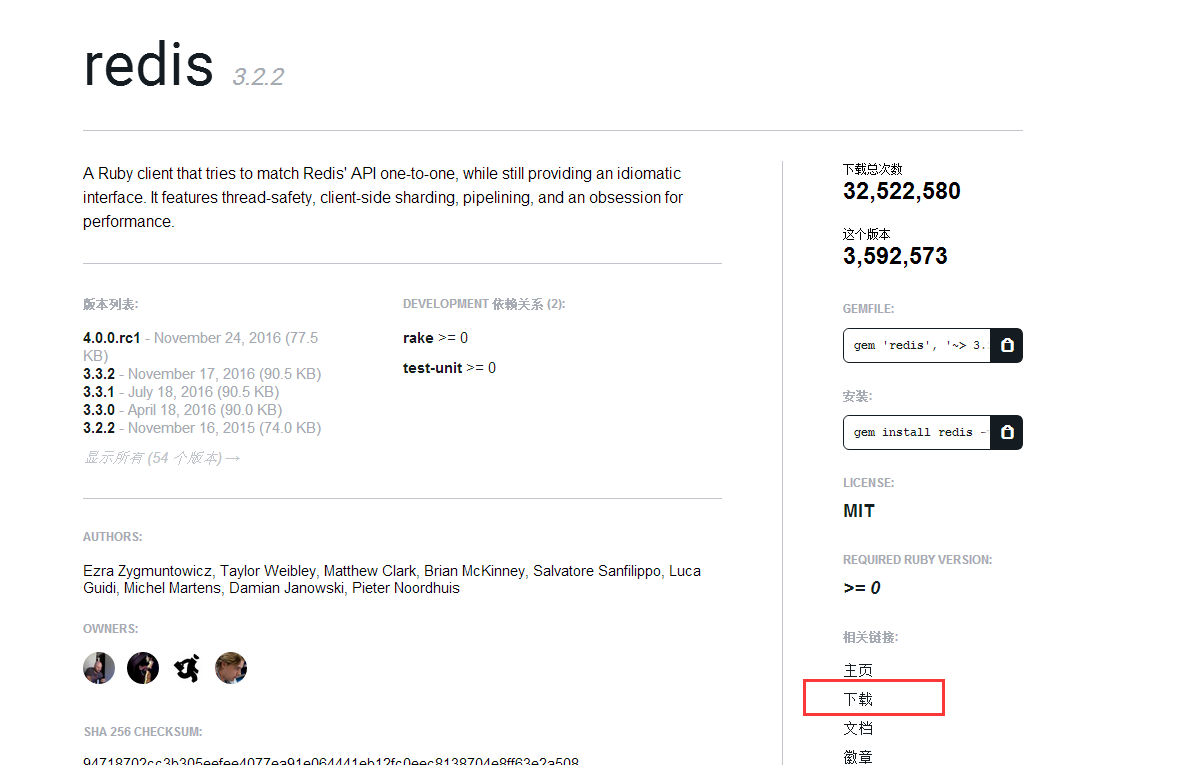 redis 3.2.2
A Ruby client that tries to match Redis' API one-to-one, while still providing an idiomatic
interface. It features thread-safety, client-side sharding, pipelining, and an obsession for
performance.
版本列表:
4.0.0.rc1 - November 24, 2016 (77.5
KB)
3.3.2 - November 17, 2016 (90.5 KB)
3.3.1 - July 18, 2016 (90.5 KB)
3.3.0 - April 18, 2016 (90.0 KB)
3.2.2 - November 16, 2015 (74.0 KB)
显示所有 (54 个版本) →
DEVELOPMENT 依赖关系 (2):
rake >= 0
test-unit >= 0
AUTHORS:
Ezra Zygmuntowicz, Taylor Weibley, Matthew Clark, Brian McKinney, Salvatore Sanfilippo, Luca
Guidi, Michel Martens, Damian Janowski, Pieter Noordhuis
OWNERS:
SHA 256 CHECKSUM:
94718702cc3b305eefee4077ea91e064441eb12fc0eec8138704e8ff63e2a508
下载总次数
32,522,580
这个版本
3,592,573
GEMFILE:
gem 'redis', '~> 3.
安装:
gem install redis -
LICENSE:
MIT
REQUIRED RUBY VERSION:
>= 0
相关链接:
主页
下载
文档
徽章